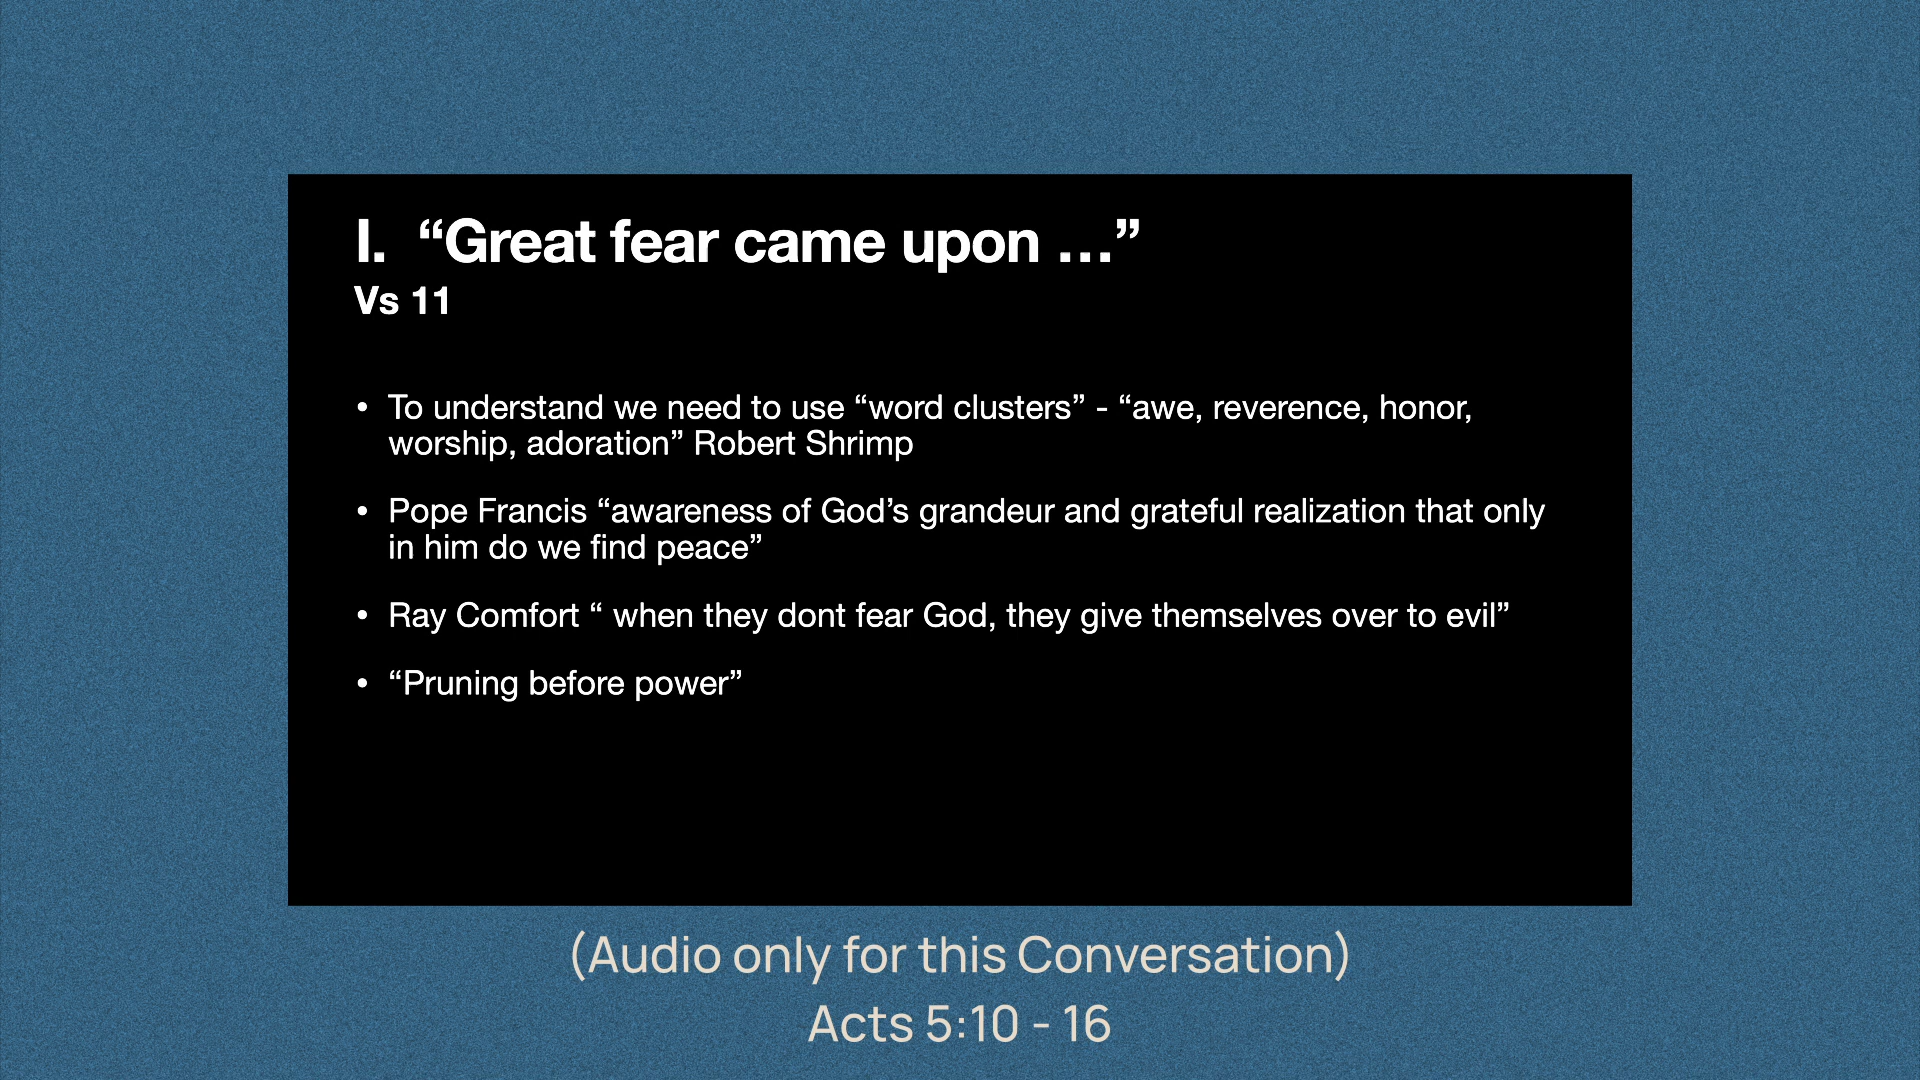 I. “Great fear came upon …”
Vs 11
• To understand we need to use “word clusters” - “awe, reverence, honor,
worship, adoration” Robert Shrimp
• Pope Francis “awareness of God’s grandeur and grateful realization that only
in him do we find peace”
• Ray Comfort “ when they dont fear God, they give themselves over to evil”
• “Pruning before power”
(Audio only for this Conversation)
Acts 5:10 - 16